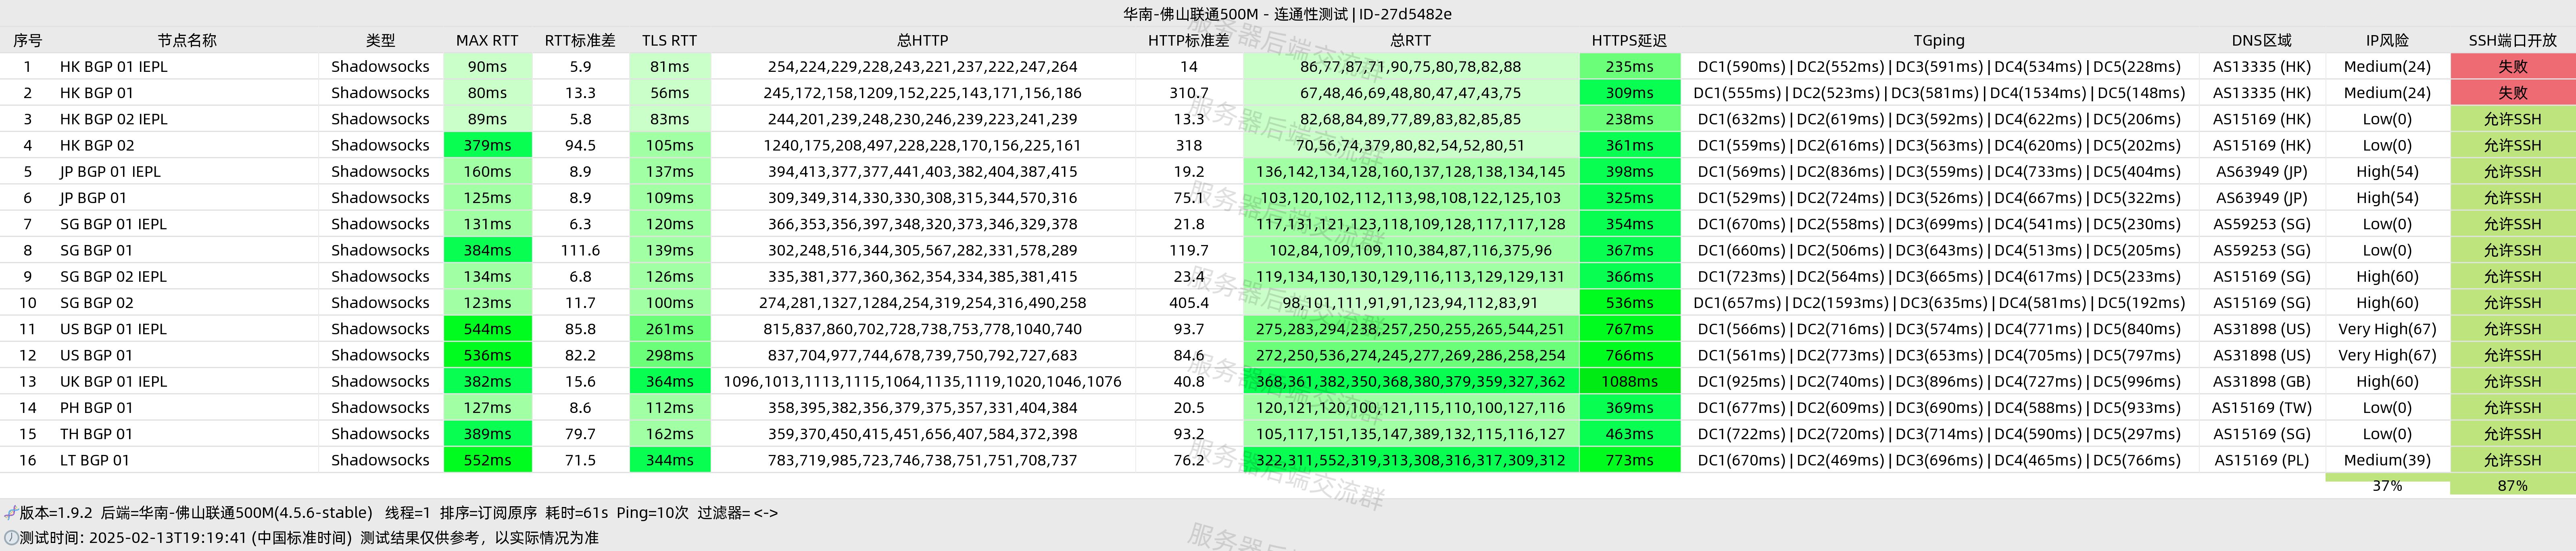 华南-佛山联通500M - 连通性测试 | ID-27d5482e
序号 节点名称 类型 MAX RTT RTT标准差 TLS RTT 总HTTP HTTP标准差 总RTT HTTPS延迟 TGping DNS区域 IP风险 SSH端口开放
1 HK BGP 01 IEPL Shadowsocks 90ms 5.9 81ms 254,224,229,228,243,221,237,222,247,264 14 86,77,87,71,90,75,80,78,82,88 235ms DC1(590ms) | DC2(552ms) | DC3(591ms) | DC4(534ms) | DC5(228ms) AS13335 (HK) Medium(24) 失败
2 HK BGP 01 Shadowsocks 80ms 13.3 56ms 245,172,158,1209,152,225,143,171,156,186 310.7 67,48,46,69,48,80,47,47,43,75 309ms DC1(555ms) | DC2(523ms) | DC3(581ms) | DC4(1534ms) | DC5(148ms) AS13335 (HK) Medium(24) 失败
3 HK BGP 02 IEPL Shadowsocks 89ms 5.8 83ms 244,201,239,248,230,246,239,223,241,239 13.3 82,68,84,89,77,89,83,82,85,85 238ms DC1(632ms) | DC2(619ms) | DC3(592ms) | DC4(622ms) | DC5(206ms) AS15169 (HK) Low(0) 允许SSH
4 HK BGP 02 Shadowsocks 379ms 94.5 105ms 1240,175,208,497,228,228,170,156,225,161 318 70,56,74,379,80,82,54,52,80,51 361ms DC1(559ms) | DC2(616ms) | DC3(563ms) | DC4(620ms) | DC5(202ms) AS15169 (HK) Low(0) 允许SSH
5 JP BGP 01 IEPL Shadowsocks 160ms 8.9 137ms 394,413,377,377,441,403,382,404,387,415 19.2 136,142,134,128,160,137,128,138,134,145 398ms DC1(569ms) | DC2(836ms) | DC3(559ms) | DC4(733ms) | DC5(404ms) AS63949 (JP) High(54) 允许SSH
6 JP BGP 01 Shadowsocks 125ms 8.9 109ms 309,349,314,330,330,308,315,344,570,316 75.1 103,120,102,112,113,98,108,122,125,103 325ms DC1(529ms) | DC2(724ms) | DC3(526ms) | DC4(667ms) | DC5(322ms) AS63949 (JP) High(54) 允许SSH
7 SG BGP 01 IEPL Shadowsocks 131ms 6.3 120ms 366,353,356,397,348,320,373,346,329,378 21.8 117,131,121,123,118,109,128,117,117,128 354ms DC1(670ms) | DC2(558ms) | DC3(699ms) | DC4(541ms) | DC5(230ms) AS59253 (SG) Low(0) 允许SSH
8 SG BGP 01 Shadowsocks 384ms 111.6 139ms 302,248,516,344,305,567,282,331,578,289 119.7 102,84,109,109,110,384,87,116,375,96 367ms DC1(660ms) | DC2(506ms) | DC3(643ms) | DC4(513ms) | DC5(205ms) AS59253 (SG) Low(0) 允许SSH
9 SG BGP 02 IEPL Shadowsocks 134ms 6.8 126ms 335,381,377,360,362,354,334,385,381,415 23.4 119,134,130,130,129,116,113,129,129,131 366ms DC1(723ms) | DC2(564ms) | DC3(665ms) | DC4(617ms) | DC5(233ms) AS15169 (SG) High(60) 允许SSH
10 SG BGP 02 Shadowsocks 123ms 11.7 100ms 274,281,1327,1284,254,319,254,316,490,258 405.4 98,101,111,91,91,123,94,112,83,91 536ms DC1(657ms) | DC2(1593ms) | DC3(635ms) | DC4(581ms) | DC5(192ms) AS15169 (SG) High(60) 允许SSH
11 US BGP 01 IEPL Shadowsocks 544ms 85.8 261ms 815,837,860,702,728,738,753,778,1040,740 93.7 275,283,294,238,257,250,255,265,544,251 767ms DC1(566ms) | DC2(716ms) | DC3(574ms) | DC4(771ms) | DC5(840ms) AS31898 (US) Very High(67) 允许SSH
12 US BGP 01 Shadowsocks 536ms 82.2 298ms 837,704,977,744,678,739,750,792,727,683 84.6 272,250,536,274,245,277,269,286,258,254 766ms DC1(561ms) | DC2(773ms) | DC3(653ms) | DC4(705ms) | DC5(797ms) AS31898 (US) Very High(67) 允许SSH
13 UK BGP 01 IEPL Shadowsocks 382ms 15.6 364ms 1096,1013,1113,1115,1064,1135,1119,1020,1046,1076 40.8 368,361,382,350,368,380,379,359,327,362 1088ms DC1(925ms) | DC2(740ms) | DC3(896ms) | DC4(727ms) | DC5(996ms) AS31898 (GB) High(60) 允许SSH
14 PH BGP 01 Shadowsocks 127ms 8.6 112ms 358,395,382,356,379,375,357,331,404,384 20.5 120,121,120,100,121,115,110,100,127,116 369ms DC1(677ms) | DC2(609ms) | DC3(690ms) | DC4(588ms) | DC5(933ms) AS15169 (TW) Low(0) 允许SSH
15 TH BGP 01 Shadowsocks 389ms 79.7 162ms 359,370,450,415,451,656,407,584,372,398 93.2 105,117,151,135,147,389,132,115,116,127 463ms DC1(722ms) | DC2(720ms) | DC3(714ms) | DC4(590ms) | DC5(297ms) AS15169 (SG) Low(0) 允许SSH
16 LT BGP 01 Shadowsocks 552ms 71.5 344ms 783,719,985,723,746,738,751,751,708,737 76.2 322,311,552,319,313,308,316,317,309,312 773ms DC1(670ms) | DC2(469ms) | DC3(696ms) | DC4(465ms) | DC5(766ms) AS15169 (PL) Medium(39) 允许SSH
37% 87%
版本=1.9.2 后端=华南-佛山联通500M(4.5.6-stable) 线程=1 排序=订阅原序 耗时=61s Ping=10次 过滤器= <->
测试时间: 2025-02-13T19:19:41 (中国标准时间) 测试结果仅供参考，以实际情况为准
服务器后端交流群
服务器后端交流群
服务器后端交流群
服务器后端交流群
服务器后端交流群
服务器后端交流群
服务器后端交流群